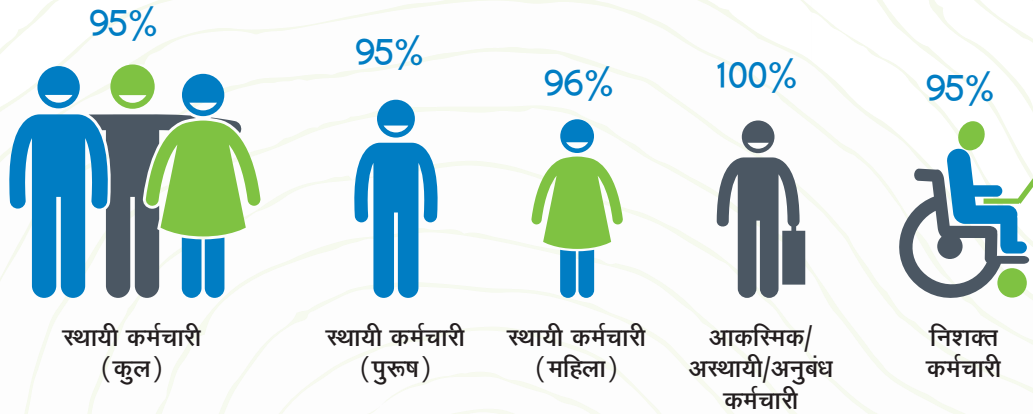 95%
95%
96%
100%
95%
स्थायी कर्मचारी
(कुल)
स्थायी कर्मचारी
(पुरूष)
स्थायी कर्मचारी
(महिला)
आकस्मिक/
अस्थायी/अनुबंध
कर्मचारी
निशक्त
कर्मचारी